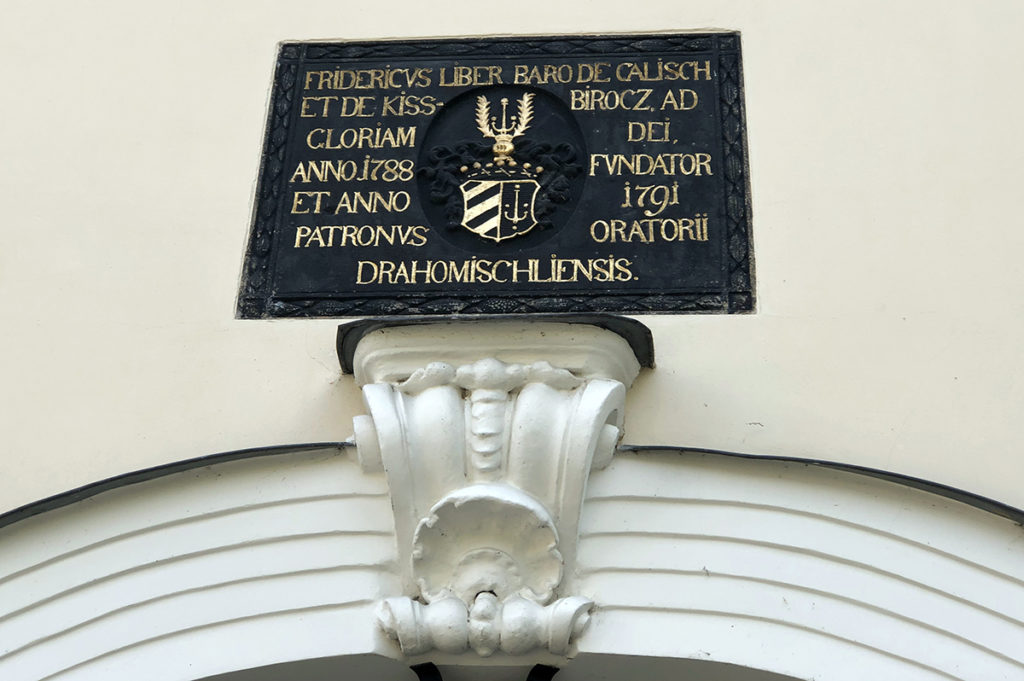 FRIDERICVS LIBER BARO DE CALISCH
ET DE KISS- BIROCZ, AD
GLORIAM DEI,
ANNO.1788 FVNDATOR
ET ANNO 1791
PATRONVS ORATORII
DRAHOMISCHLIENSIS.